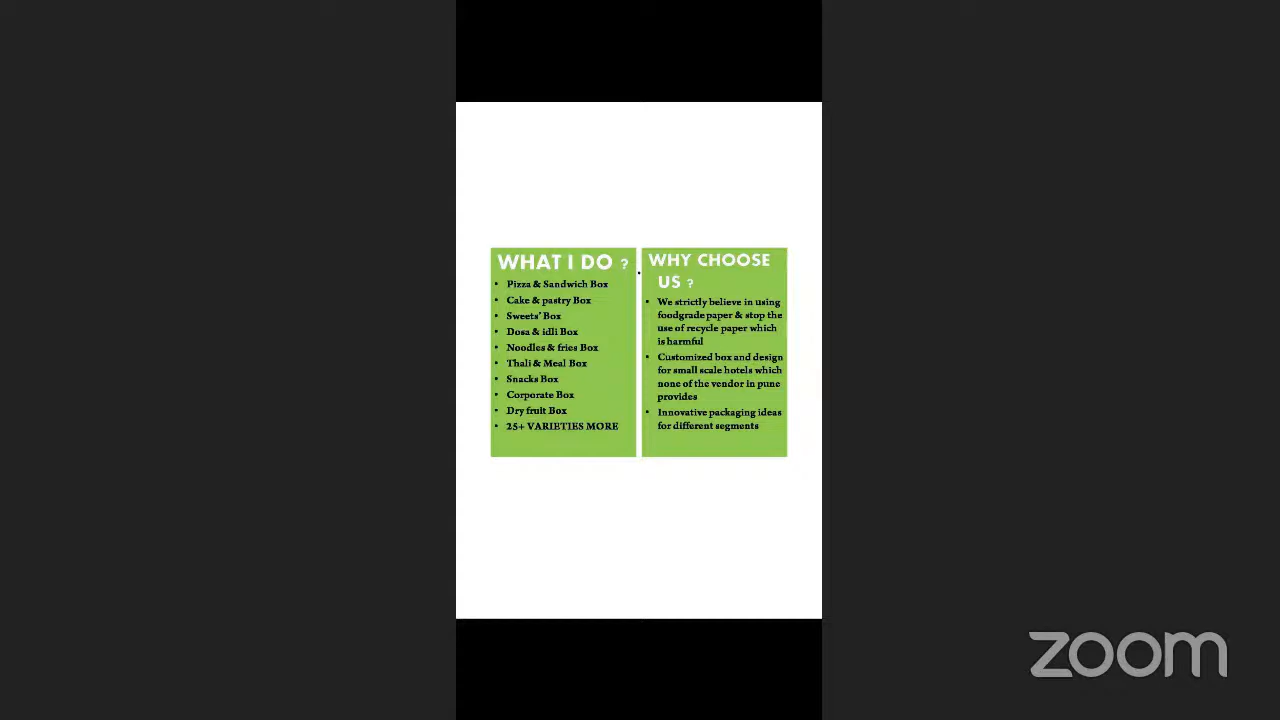 WHAT I DO ?
• Pizza & Sandwich Box
• Cake & pastry Box
• Sweets' Box
• Dosa & idli Box
• Noodles & fries Box
• Thali & Meal Box
• Snacks Box
• Corporate Box
• Dry fruit Box
• 25+ VARIETIES MORE
WHY CHOOSE
US ?
• We strictly believe in using
foodgrade paper & stop the
use of recycle paper which
is harmful
• Customized box and design
for small scale hotels which
none of the vendor in pune
provides
• Innovative packaging ideas
for different segments
zoom